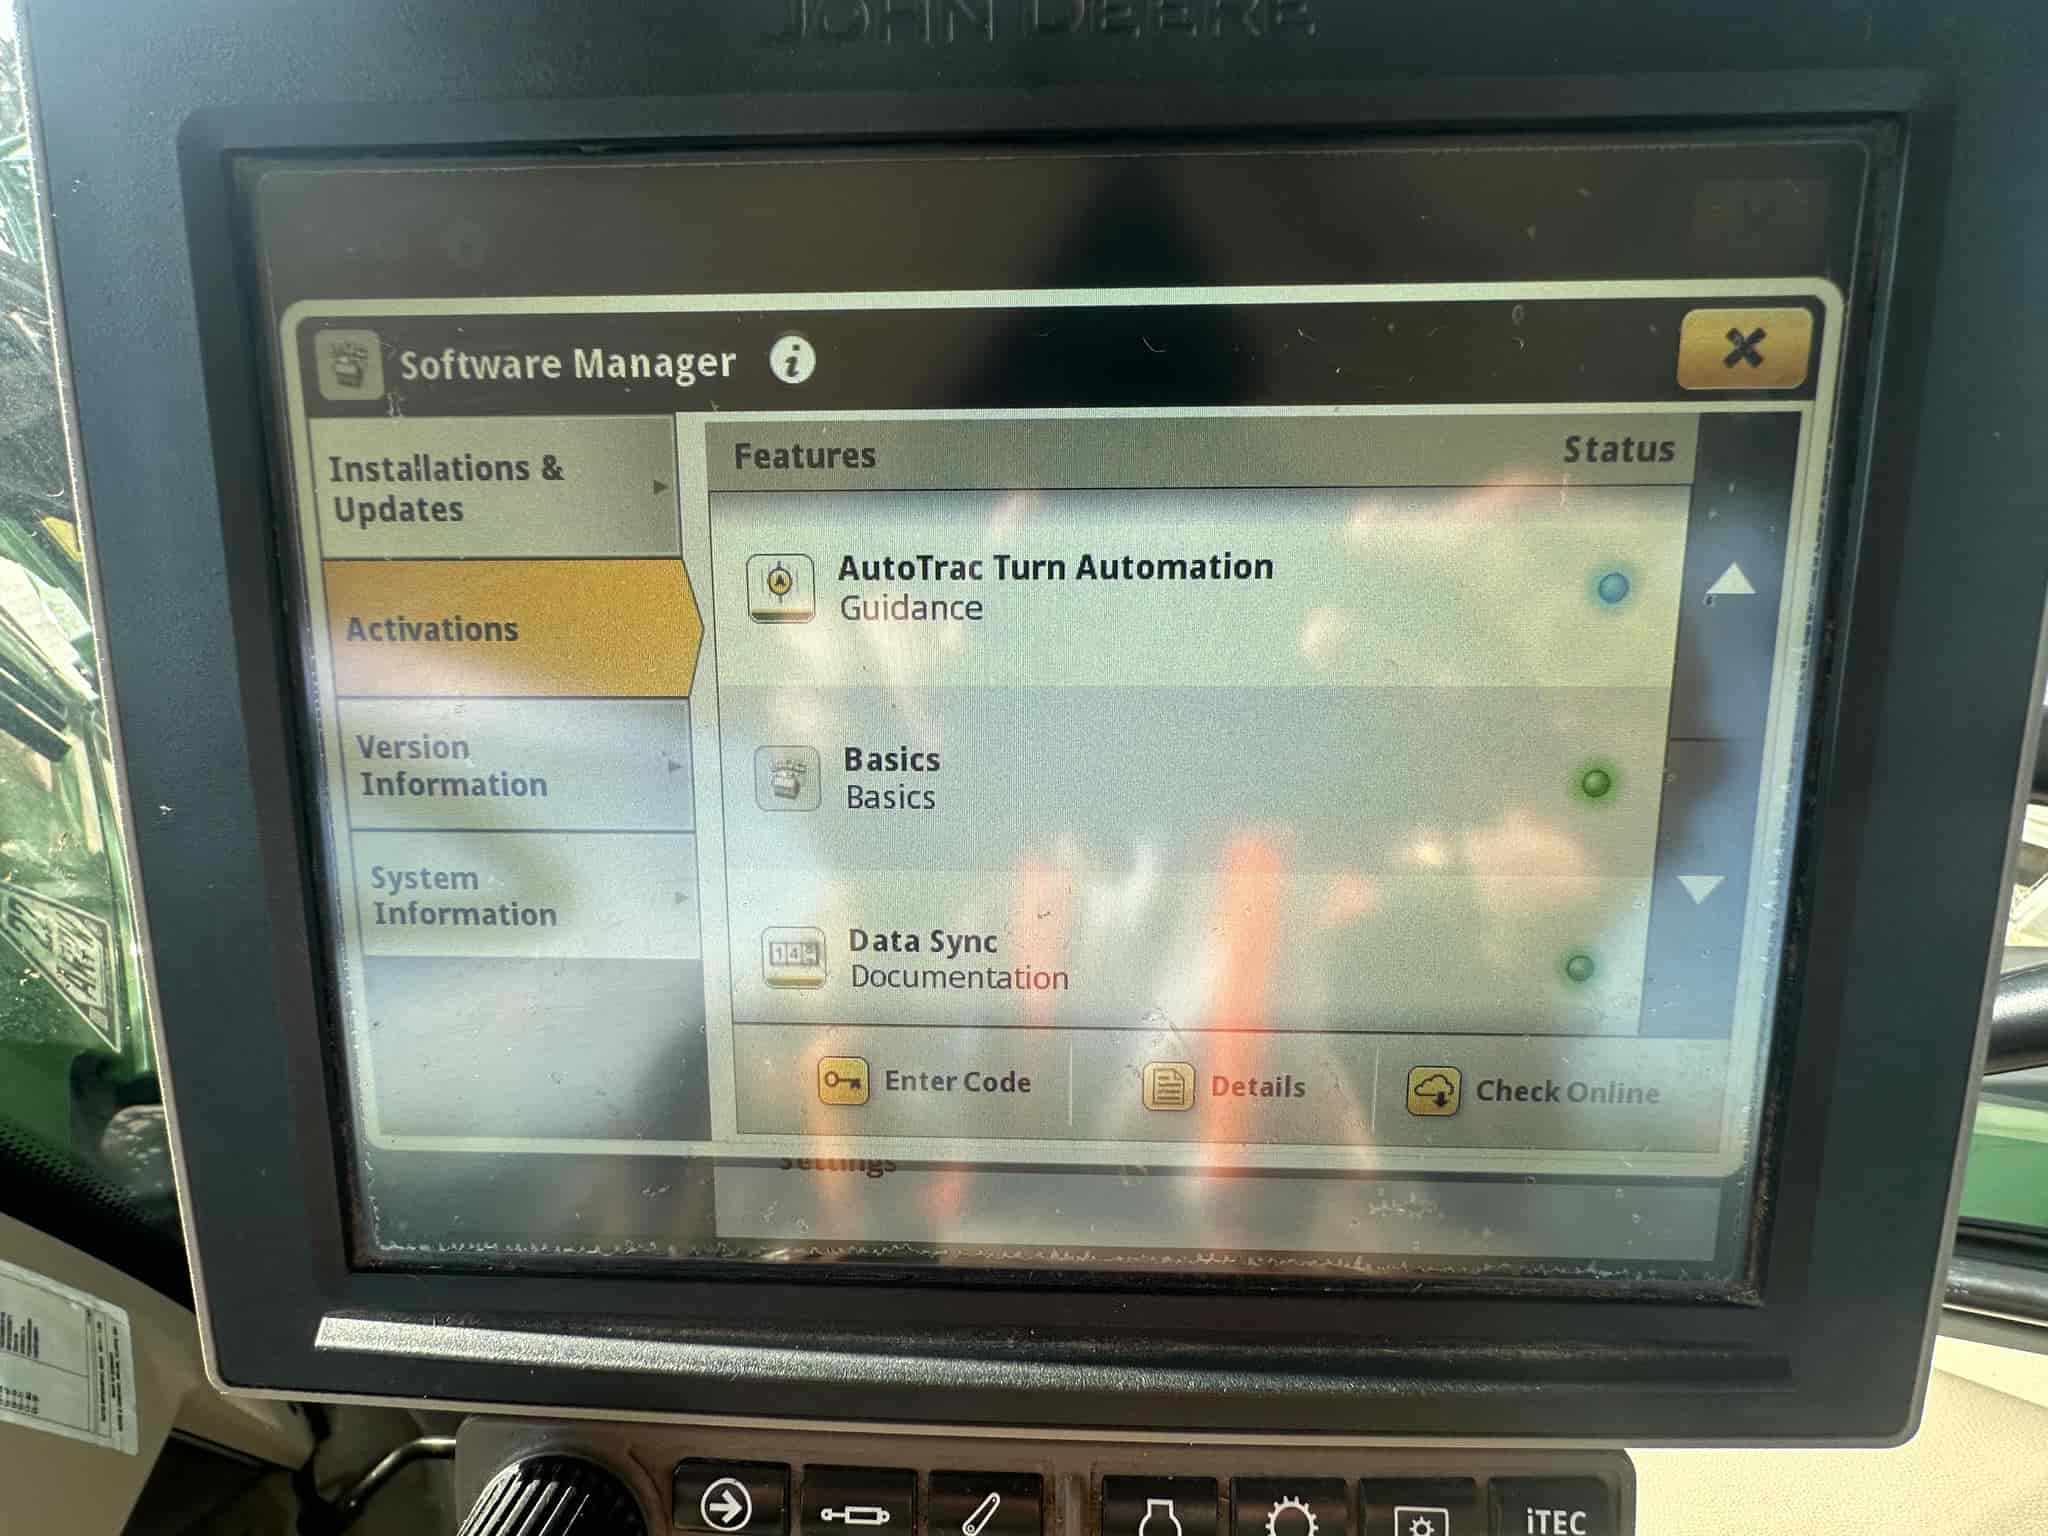 JOHN DEERE
Software Manager
i
Installations &
Updates
Activations
Version
Information
System
Information
Features
Status
AutoTrac Turn Automation
Guidance
Basics
Basics
Data Sync
Documentation
Enter Code
Details
Check Online
Settings
iTEC